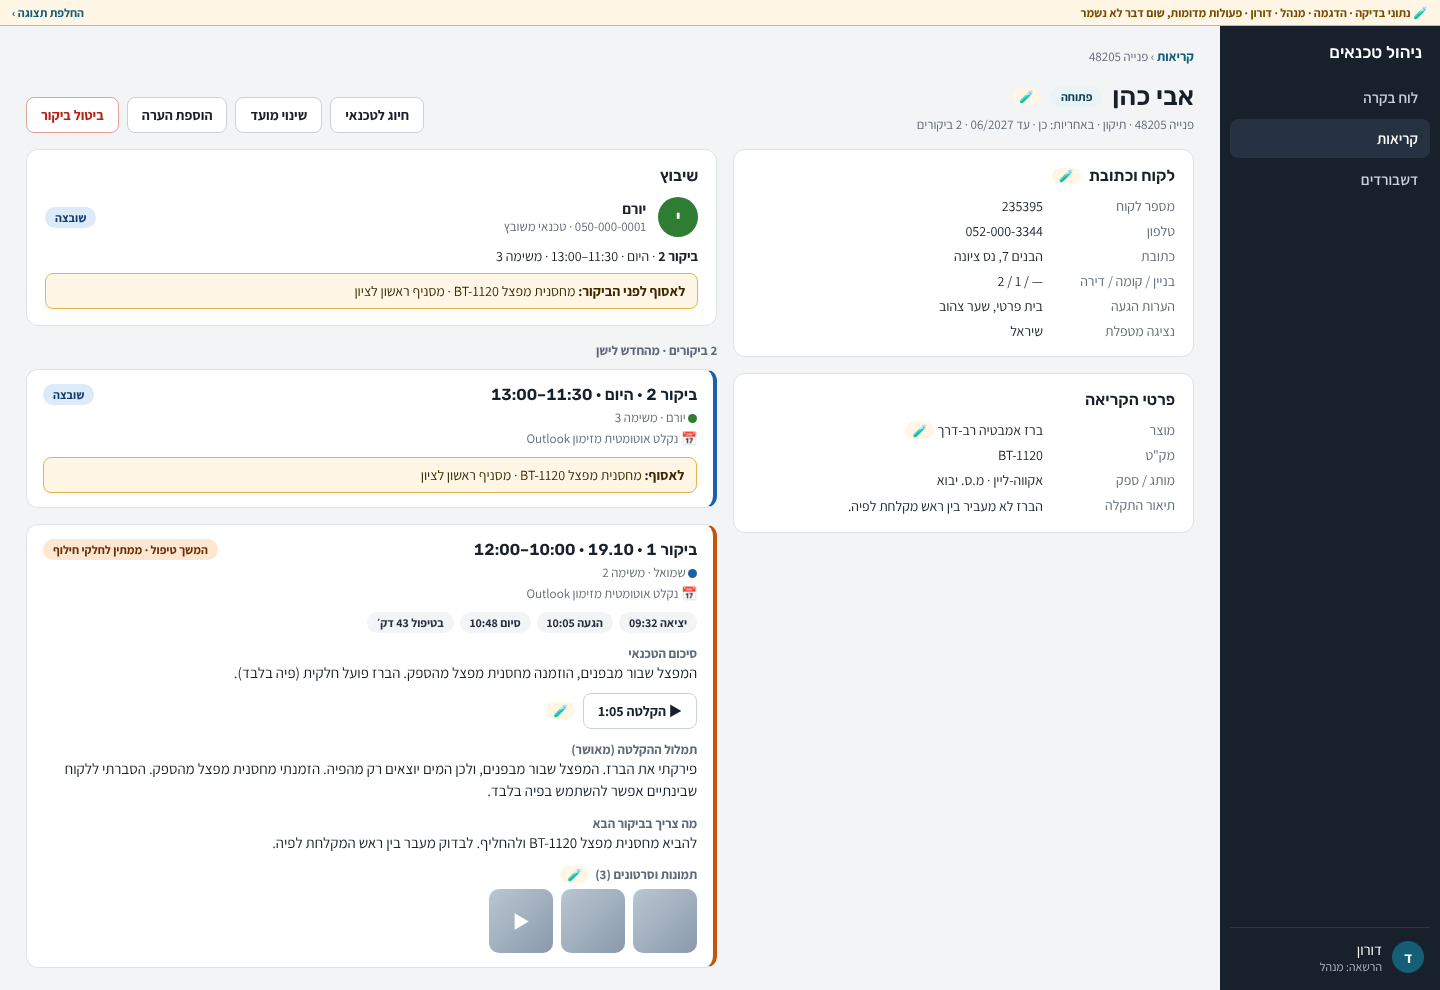 🧪 נתוני בדיקה · הדגמה · מנהל · דורון · פעולות מדומות, שום דבר לא נשמר
החלפת תצוגה ›
ניהול טכנאים
לוח בקרה
קריאות
דשבורדים
דורון
הרשאה: מנהל
ד
קריאות › פנייה 48205
אבי כהן
פתוחה
🧪
פנייה 48205 · תיקון · באחריות: כן · עד 06/2027 · 2 ביקורים
חיוג לטכנאי
שינוי מועד
הוספת הערה
ביטול ביקור
לקוח וכתובת 🧪
מספר לקוח 235395
טלפון 052-000-3344
כתובת הבנים 7, נס ציונה
בניין / קומה / דירה — / 1 / 2
הערות הגעה בית פרטי, שער צהוב
נציגה מטפלת שיראל
פרטי הקריאה
מוצר ברז אמבטיה רב-דרך 🧪
מק"ט BT-1120
מותג / ספק אקווה-ליין · מ.ס. יבוא
תיאור התקלה הברז לא מעביר בין ראש מקלחת לפיה.
שיבוץ
י
יורם
050-000-0001 · טכנאי משובץ
שובצה
ביקור 2 · היום · 11:30–13:00 · משימה 3
לאסוף לפני הביקור: מחסנית מפצל BT-1120 · מסניף ראשון לציון
2 ביקורים · מהחדש לישן
ביקור 2 · היום · 11:30–13:00
שובצה
יורם · משימה 3
📅 נקלט אוטומטית מזימון Outlook
לאסוף: מחסנית מפצל BT-1120 · מסניף ראשון לציון
ביקור 1 · 19.10 · 10:00–12:00
המשך טיפול · ממתין לחלקי חילוף
שמואל · משימה 2
📅 נקלט אוטומטית מזימון Outlook
יציאה 09:32
הגעה 10:05
סיום 10:48
בטיפול 43 דק׳
סיכום הטכנאי
המפצל שבור מבפנים, הוזמנה מחסנית מפצל מהספק. הברז פועל חלקית (פיה בלבד).
▶ הקלטה 1:05
🧪
תמלול ההקלטה (מאושר)
פירקתי את הברז. המפצל שבור מבפנים, ולכן המים יוצאים רק מהפיה. הזמנתי מחסנית מפצל מהספק. הסברתי ללקוח
שבינתיים אפשר להשתמש בפיה בלבד.
מה צריך בביקור הבא
להביא מחסנית מפצל BT-1120 ולהחליף. לבדוק מעבר בין ראש המקלחת לפיה.
תמונות וסרטונים (3) 🧪